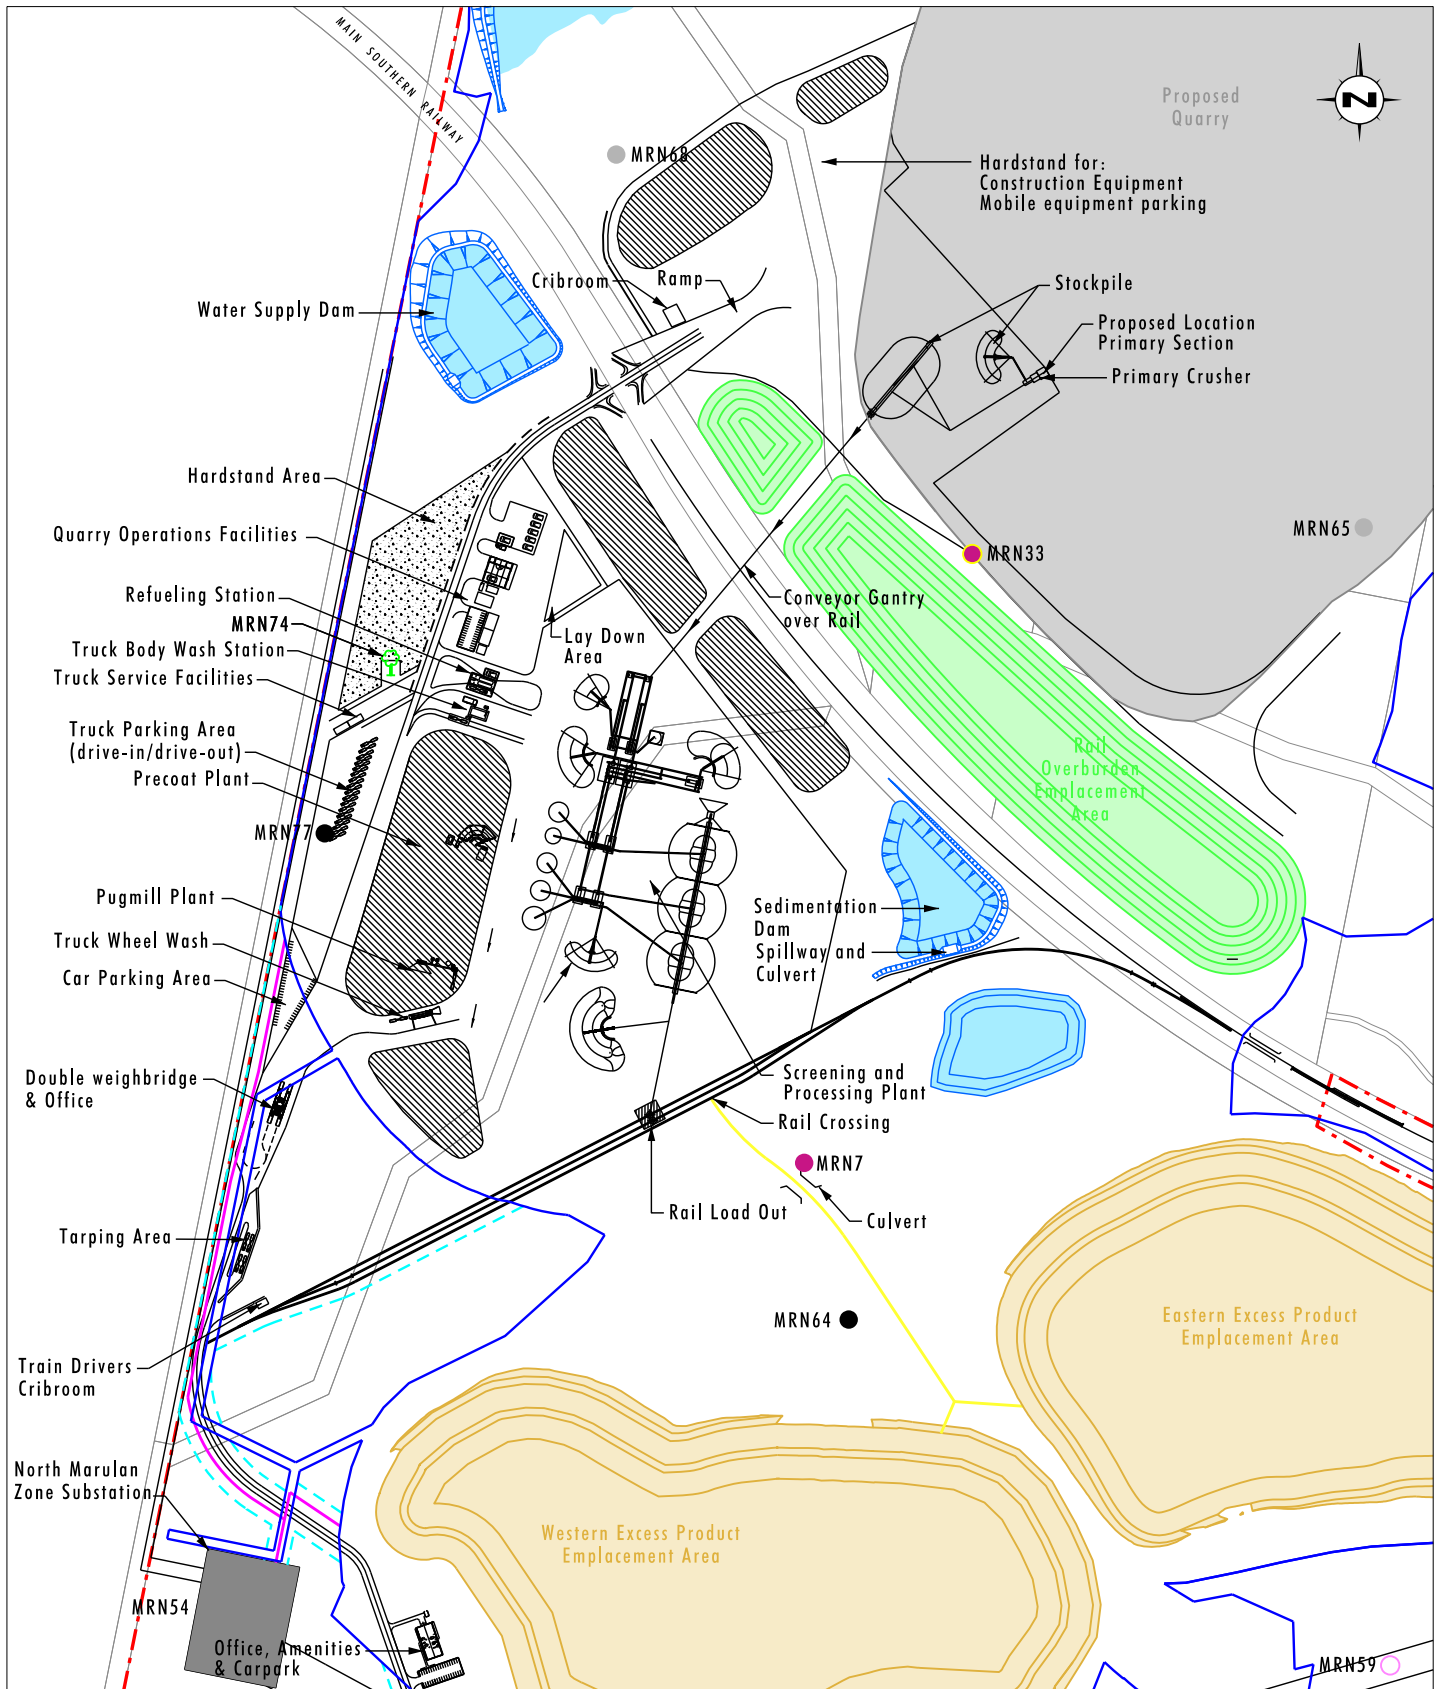 MAIN SOUTHERN RAILWAY
Proposed
Quarry
N
MRN68
Hardstand for:
Construction Equipment
Mobile equipment parking
Cribroom
Ramp
Stockpile
Water Supply Dam
Proposed Location
Primary Section
Primary Crusher
Hardstand Area
Quarry Operations Facilities
MRN65
MRN33
Refueling Station
MRN74
Truck Body Wash Station
Truck Service Facilities
Conveyor Gantry
over Rail
Lay Down
Area
Truck Parking Area
(drive-in/drive-out)
Precoat Plant
Rail
Overburden
Emplacement
Area
MRN77
Pugmill Plant
Truck Wheel Wash
Car Parking Area
Sedimentation
Dam
Spillway and
Culvert
Double weighbridge
& Office
Screening and
Processing Plant
Rail Crossing
MRN7
Rail Load Out
Culvert
Tarping Area
MRN64
Eastern Excess Product
Emplacement Area
Train Drivers
Cribroom
North Marulan
Zone Substation
Western Excess Product
Emplacement Area
MRN54
Office, Amenities
& Carpark
MRN59